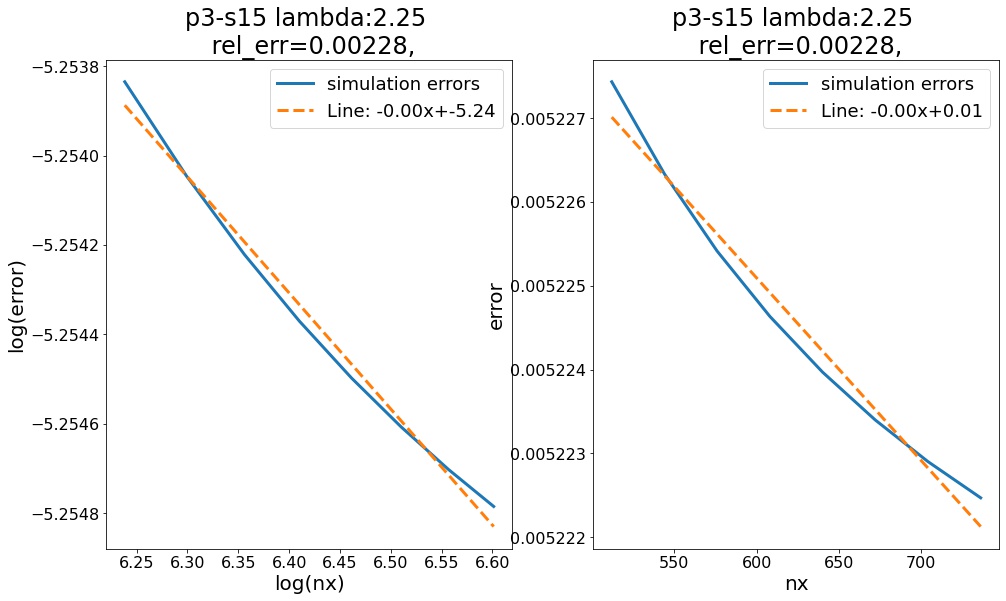 p3-s15 lambda:2.25
rel_err=0.00228,
simulation errors
Line: -0.00x+-5.24
−5.2538
−5.2540
−5.2542
−5.2544
−5.2546
−5.2548
log(error)
6.25 6.30 6.35 6.40 6.45 6.50 6.55 6.60
log(nx)
p3-s15 lambda:2.25
rel_err=0.00228,
simulation errors
Line: -0.00x+0.01
0.005227
0.005226
0.005225
0.005224
0.005223
0.005222
error
550 600 650 700
nx